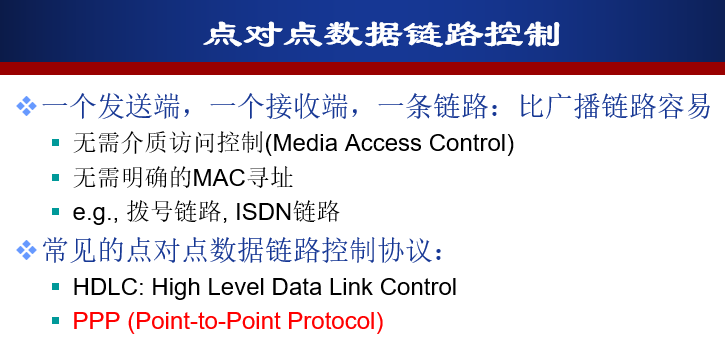 点对点数据链路控制
一个发送端，一个接收端，一条链路：比广播链路容易
无需介质访问控制(Media Access Control)
无需明确的MAC寻址
e.g., 拨号链路, ISDN链路
常见的点对点数据链路控制协议：
HDLC: High Level Data Link Control
PPP (Point-to-Point Protocol)